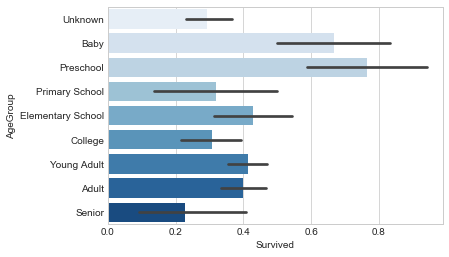 Unknown
Baby
Preschool
Primary School
Elementary School
College
Young Adult
Adult
Senior
AgeGroup
0.0 0.2 0.4 0.6 0.8
Survived